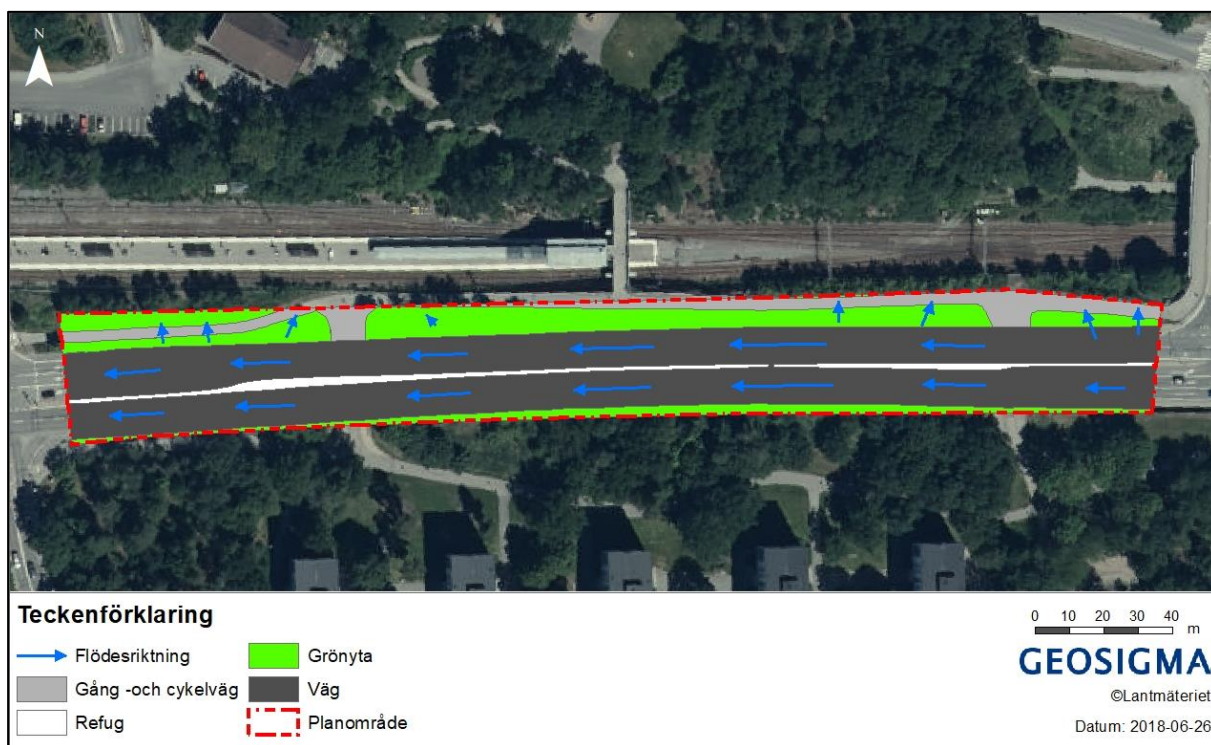 N
Teckenförklaring
Flödesriktning
Grönyta
Gång -och cykelväg
Väg
Refug
Planområde
0 10 20 30 40
m
GEOSIGMA
©Lantmäteriet
Datum: 2018-06-26